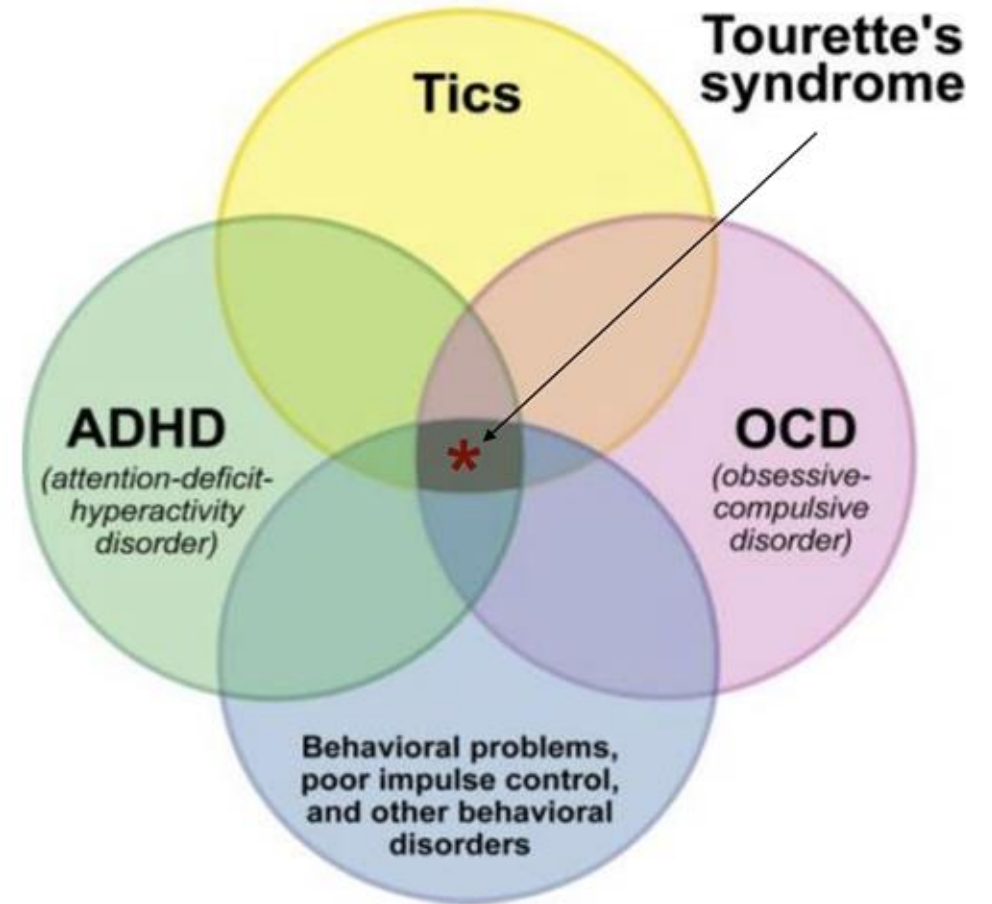 Tourette's
syndrome
Tics
ADHD
(attention-deficit-
hyperactivity
disorder)
*
OCD
(obsessive-
compulsive
disorder)
Behavioral problems,
poor impulse control,
and other behavioral
disorders